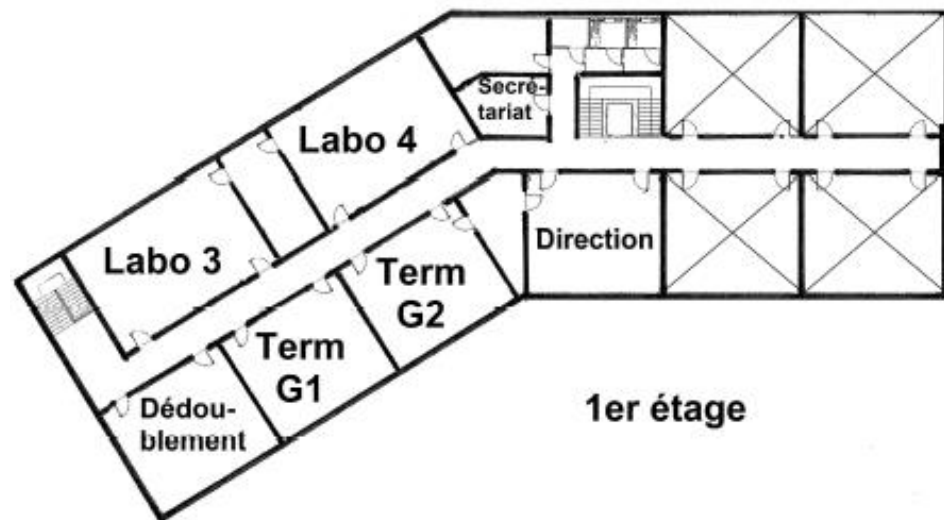 Secré-
tariat
Labo 4
Labo 3
Direction
Term
G2
Term
G1
Dédou-
blement
1er étage